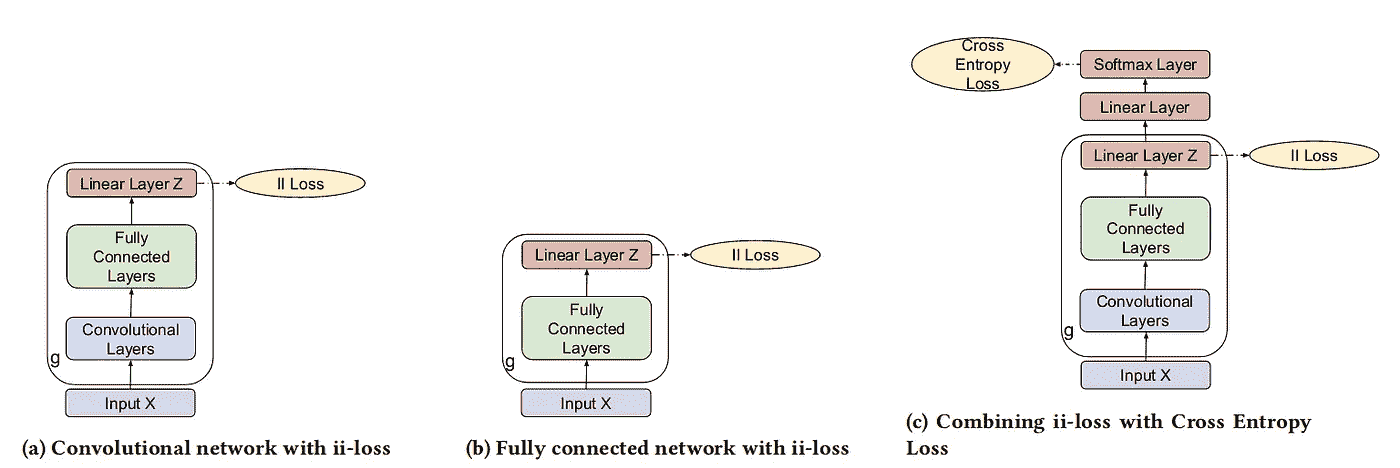 Linear Layer Z
II Loss
Fully
Connected
Layers
Convolutional
Layers
g
Input X
(a) Convolutional network with ii-loss
Linear Layer Z
II Loss
Fully
Connected
Layers
g
Input X
(b) Fully connected network with ii-loss
Cross
Entropy
Loss
Softmax Layer
Linear Layer
Linear Layer Z
II Loss
Fully
Connected
Layers
Convolutional
Layers
g
Input X
(c) Combining ii-loss with Cross Entropy
Loss